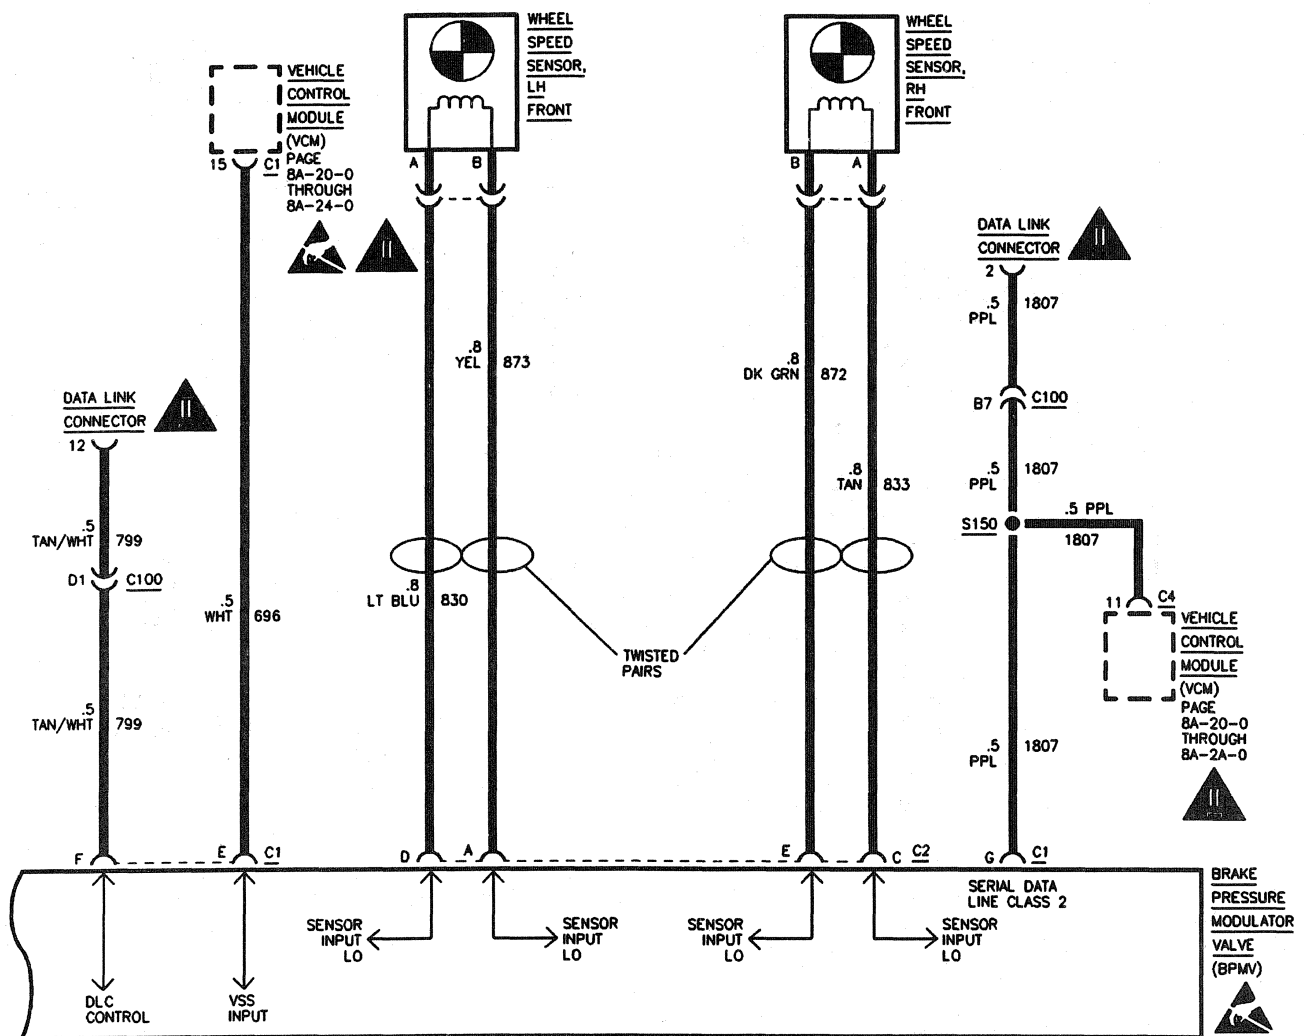 WHEEL
SPEED
SENSOR,
LH
FRONT
WHEEL
SPEED
SENSOR,
RH
FRONT
VEHICLE
CONTROL
MODULE
(VCM)
PAGE
8A-20-0
THROUGH
8A-24-0
15
C1
A
B
B
A
II
DATA LINK
CONNECTOR
II
2
.5
PPL
1807
.8
YEL
873
.8
DK GRN
872
B7
C100
DATA LINK
CONNECTOR
II
12
.5
PPL
1807
.8
TAN
833
S150
.5 PPL
1807
.5
TAN/WHT
799
D1
C100
.8
LT BLU
830
.5
WHT
696
11
C4
VEHICLE
CONTROL
MODULE
(VCM)
PAGE
8A-20-0
THROUGH
8A-2A-0
II
TWISTED
PAIRS
.5
TAN/WHT
799
.5
PPL
1807
F
E
C1
D
A
E
C
C2
G
C1
SERIAL DATA
LINE CLASS 2
BRAKE
PRESSURE
MODULATOR
VALVE
(BPMV)
SENSOR
INPUT
LO
SENSOR
INPUT
LO
SENSOR
INPUT
LO
SENSOR
INPUT
LO
DLC
CONTROL
VSS
INPUT